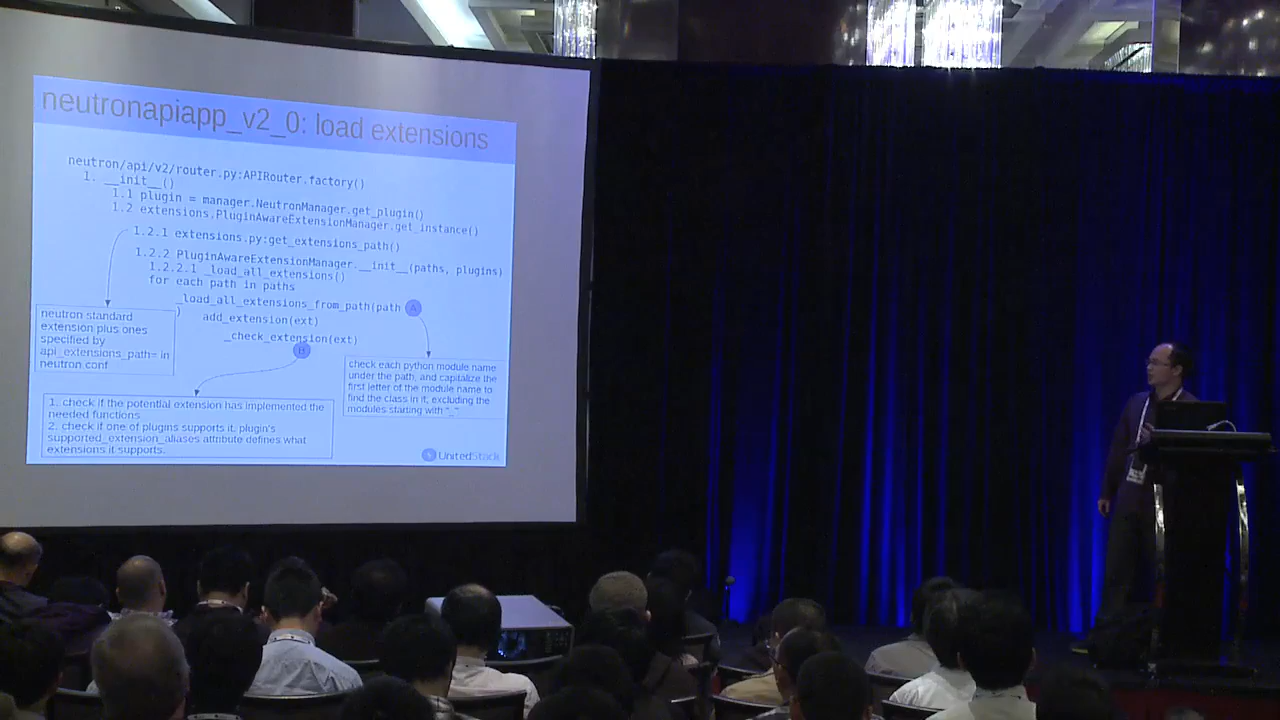 neutronapiapp_v2_0: load extensions
neutron/api/v2/router.py:APIRouter.factory()
1. __init__()
1.1 plugin = manager.NeutronManager.get_plugin()
1.2 extensions.PluginAwareExtensionManager.get_instance()
1.2.1 extensions.py:get_extensions_path()
1.2.2 PluginAwareExtensionManager.__init__(paths, plugins)
1.2.2.1 _load_all_extensions()
for each path in paths
_load_all_extensions_from_path(path
)
A
add_extension(ext)
_check_extension(ext)
B
neutron standard
extension plus ones
specified by
api_extensions_path= in
neutron.conf
check each python module name
under the path, and capitalize the
first letter of the module name to
find the class in it, excluding the
modules starting with "_"
1. check if the potential extension has implemented the
needed functions
2. check if one of plugins supports it. plugin's
supported_extension_aliases attribute defines what
extensions it supports.
UnitedStack